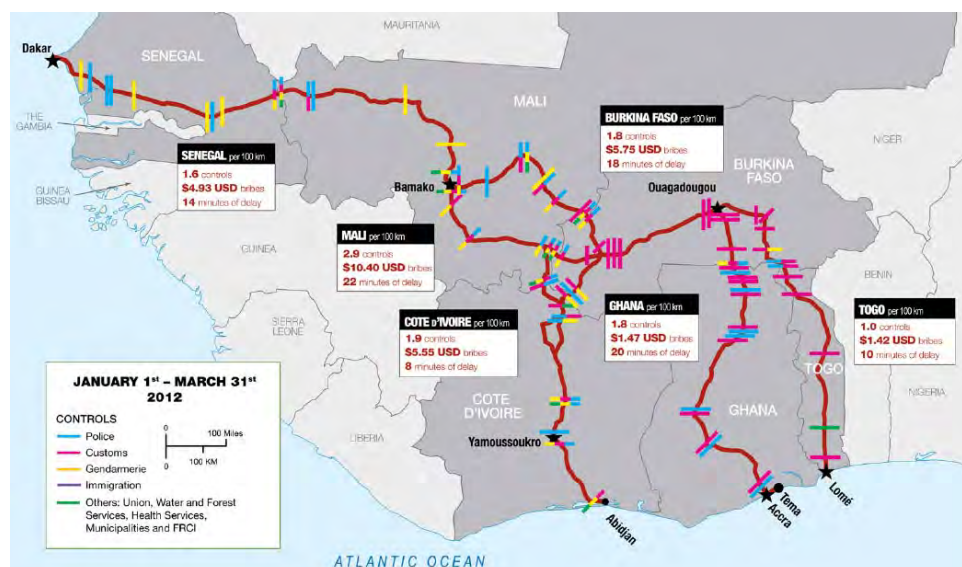 MAURITANIA
Dakar
SENEGAL
MALI
THE
GAMBIA
NIGER
BURKINA FASO per 100 km
1.8 controls
$5.75 USD bribes
18 minutes of delay
BURKINA
FASO
SENEGAL per 100 km
1.6 controls
$4.93 USD bribes
14 minutes of delay
GUINEA
BISSAU
Bamako
Ouagadougou
MALI per 100 km
2.9 controls
$10.40 USD bribes
22 minutes of delay
GUINEA
BENIN
COTE D'IVOIRE per 100 km
1.9 controls
$5.55 USD bribes
8 minutes of delay
GHANA per 100 km
1.8 controls
$1.47 USD bribes
20 minutes of delay
TOGO per 100 km
1.0 controls
$1.42 USD bribes
10 minutes of delay
SIERRA
LEONE
TOGO
NIGERIA
COTE
D'IVOIRE
GHANA
LIBERIA
Yamoussoukro
Abidjan
Accra
Tema
Lomé
JANUARY 1st – MARCH 31st
2012
CONTROLS
Police
Customs
Gendarmerie
Immigration
Others: Union, Water and Forest
Services, Health Services,
Municipalities and FRCI
0 100 Miles
0 100 KM
ATLANTIC OCEAN